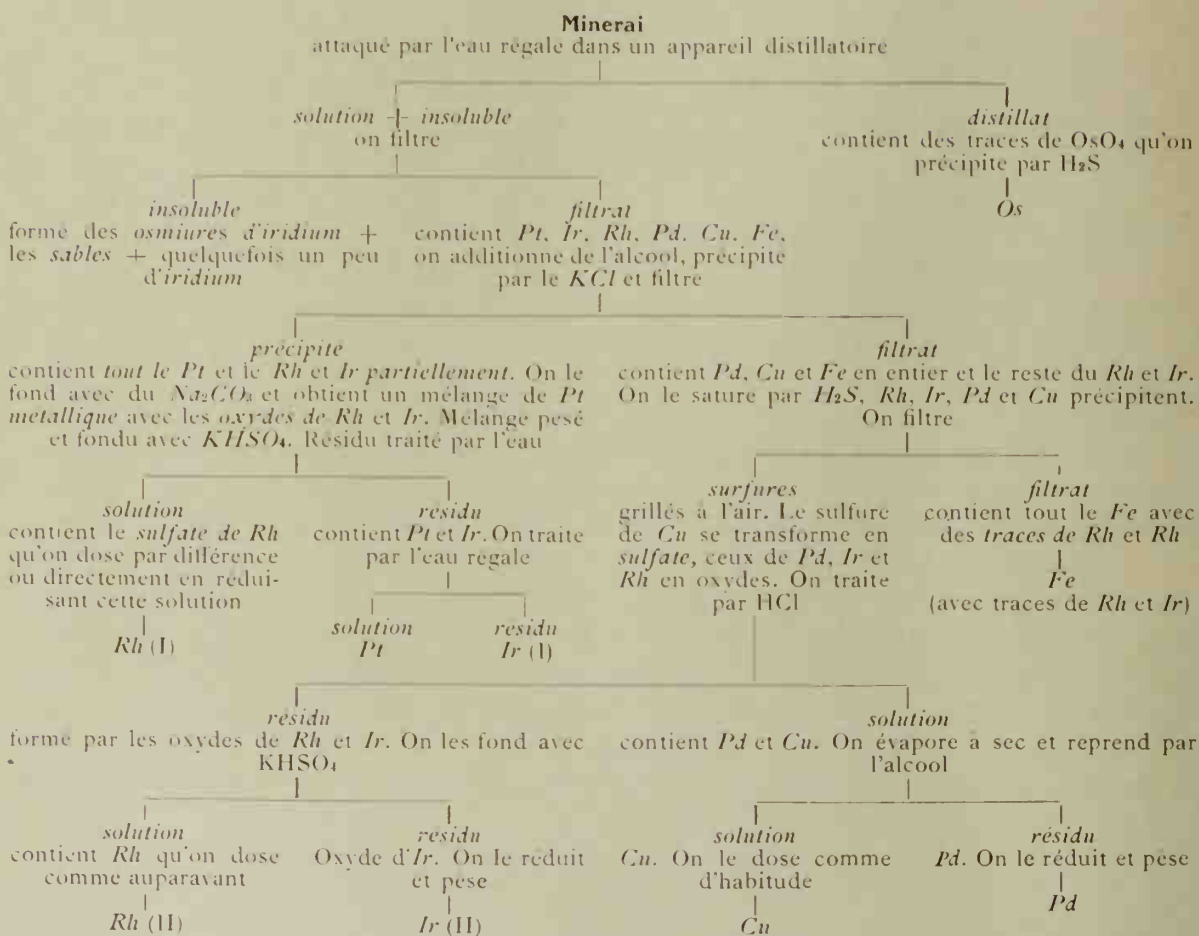 Minerai
attaqué par l'eau régale dans un appareil distillatoire
solution + insoluble
on filtre
distillat
contient des traces de OsO₄ qu'on
précipite par H₂S
Os
insoluble
formé des osmiures d'iridium +
les sables + quelquefois un peu
d'iridium
filtrat
contient Pt, Ir, Rh, Pd, Cu, Fe,
on additionne de l'alcool, précipite
par le KCl et filtre
précipité
contient tout le Pt et le Rh et Ir partiellement. On le
fond avec du Na₂CO₃ et obtient un mélange de Pt
métallique avec les oxydes de Rh et Ir. Mélange pesé
et fondu avec KHSO₄. Résidu traité par l'eau
filtrat
contient Pd, Cu et Fe en entier et le reste du Rh et Ir.
On le sature par H₂S, Rh, Ir, Pd et Cu précipitent.
On filtre
solution
contient le sulfate de Rh
qu'on dose par différence
ou directement en rédui-
sant cette solution
Rh (I)
résidu
contient Pt et Ir. On traite
par l'eau régale
solution
Pt
résidu
Ir (I)
surfures
grillés à l'air. Le sulfure
de Cu se transforme en
sulfate, ceux de Pd, Ir et
Rh en oxydes. On traite
par HCl
filtrat
contient tout le Fe avec
des traces de Rh et Rh
Fe
(avec traces de Rh et Ir)
résidu
formé par les oxydes de Rh et Ir. On les fond avec
KHSO₄
solution
contient Pd et Cu. On évapore à sec et reprend par
l'alcool
solution
contient Rh qu'on dose
comme auparavant
Rh (II)
résidu
Oxyde d'Ir. On le réduit
et pèse
Ir (II)
solution
Cu. On le dose comme
d'habitude
Cu
résidu
Pd. On le réduit et pèse
Pd